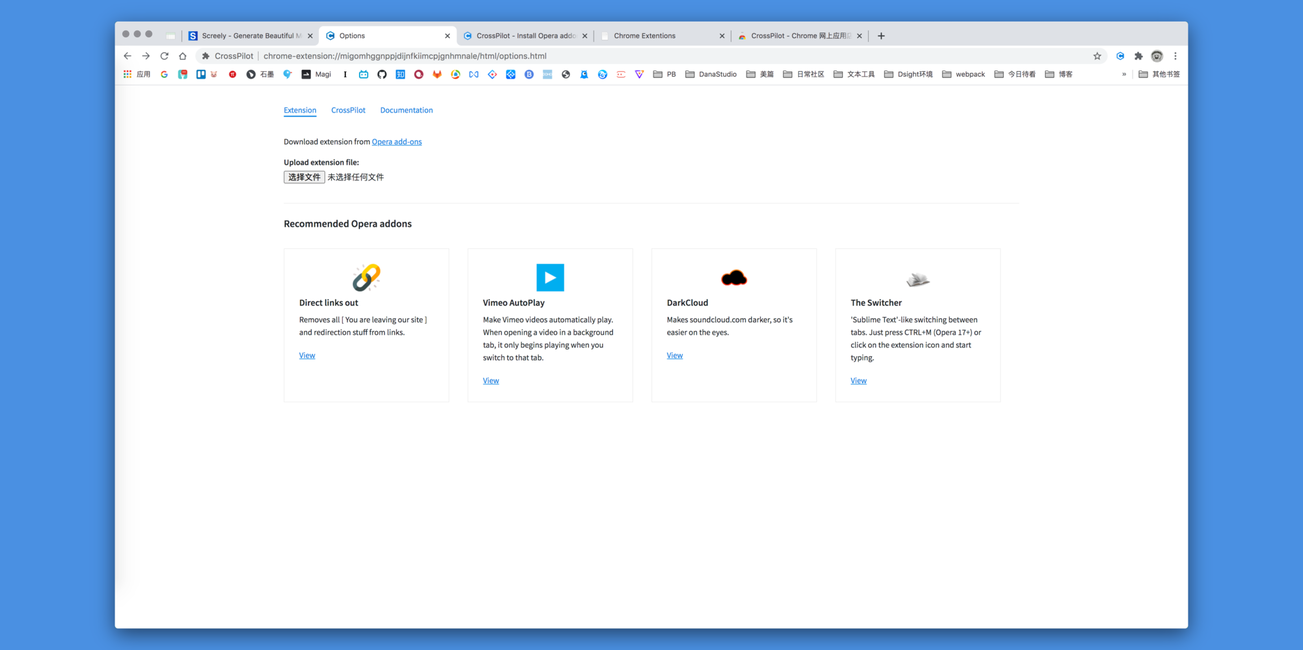 Screely - Generate Beautiful M
Options
CrossPilot - Install Opera addo
Chrome Extentions
CrossPilot - Chrome 网上应用店
CrossPilot | chrome-extension://migomhggnppjdijnfkiimcpjgnhmnale/html/options.html
应用
石墨
Magi
PB
DanaStudio
美篇
日常社区
文本工具
Dsight环境
webpack
今日待看
博客
»
其他书签
Extension
CrossPilot
Documentation
Download extension from Opera add-ons
Upload extension file:
选择文件 未选择任何文件
Recommended Opera addons
Direct links out
Removes all [ You are leaving our site ]
and redirection stuff from links.
View
Vimeo AutoPlay
Make Vimeo videos automatically play.
When opening a video in a background
tab, it only begins playing when you
switch to that tab.
View
DarkCloud
Makes soundcloud.com darker, so it's
easier on the eyes.
View
The Switcher
'Sublime Text'-like switching between
tabs. Just press CTRL+M (Opera 17+) or
click on the extension icon and start
typing.
View